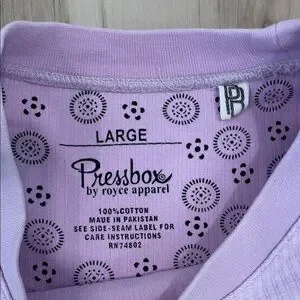 R
LARGE
Pressbox
by royce apparel
100%COTTON
MADE IN PAKISTAN
SEE SIDE-SEAM LABEL FOR
CARE INSTRUCTIONS
RN74802